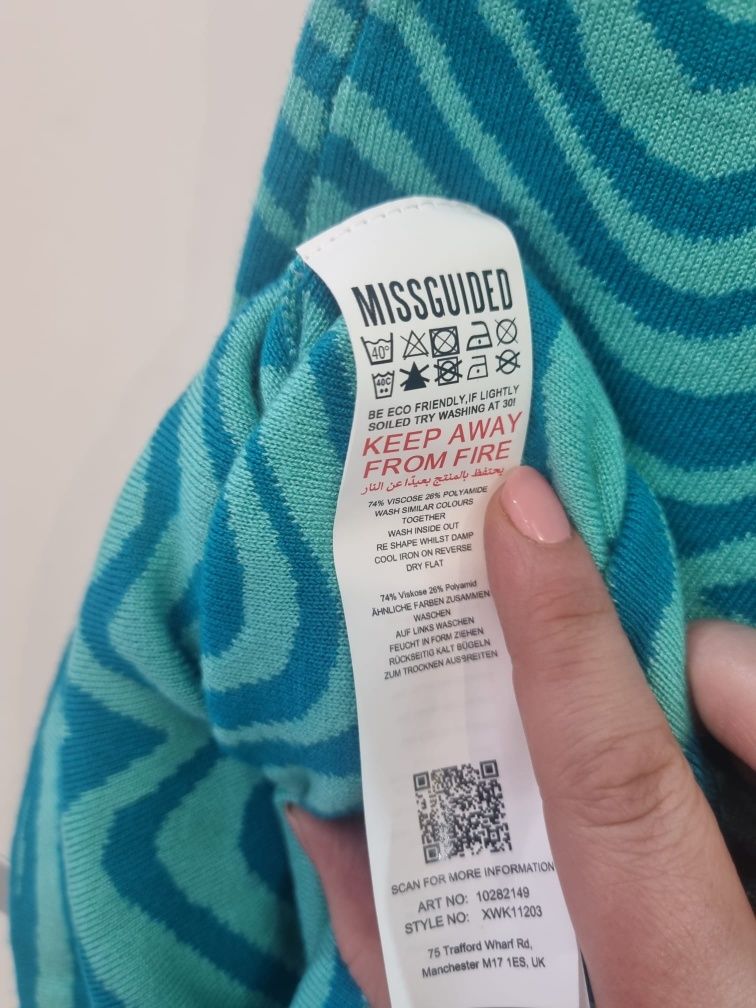 MISSGUIDED
40°
40C
BE ECO FRIENDLY,IF LIGHTLY
SOILED TRY WASHING AT 30!
KEEP AWAY
FROM FIRE
يحتفظ بالمنتج بعيدًا عن النار
74% VISCOSE 26% POLYAMIDE
WASH SIMILAR COLOURS
TOGETHER
WASH INSIDE OUT
RE SHAPE WHILST DAMP
COOL IRON ON REVERSE
DRY FLAT
74% Viskose 26% Polyamid
ÄHNLICHE FARBEN ZUSAMMEN
WASCHEN
AUF LINKS WASCHEN
FEUCHT IN FORM ZIEHEN
RÜCKSEITIG KALT BÜGELN
ZUM TROCKNEN AUSBREITEN
SCAN FOR MORE INFORMATION
ART NO: 10282149
STYLE NO: XWK11203
75 Trafford Wharf Rd,
Manchester M17 1ES, UK